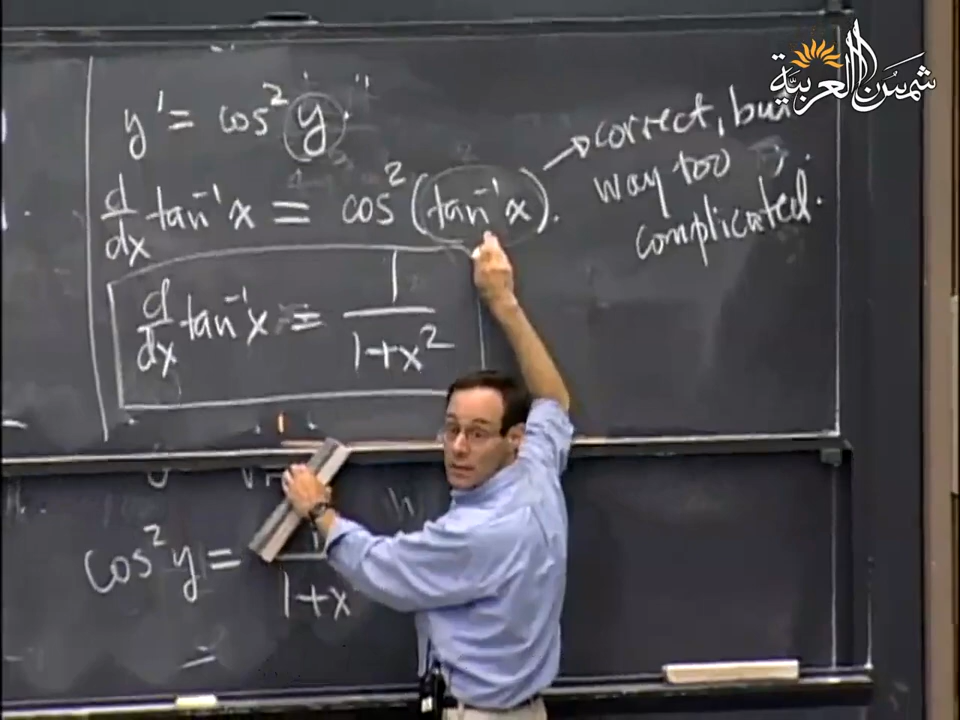 شمس العربية
y' = cos² y.
d/dx tan⁻¹x = cos²(tan⁻¹x).
correct, but
way too
complicated.
d/dx tan⁻¹x = 1/1+x²
cos²y =
1+x